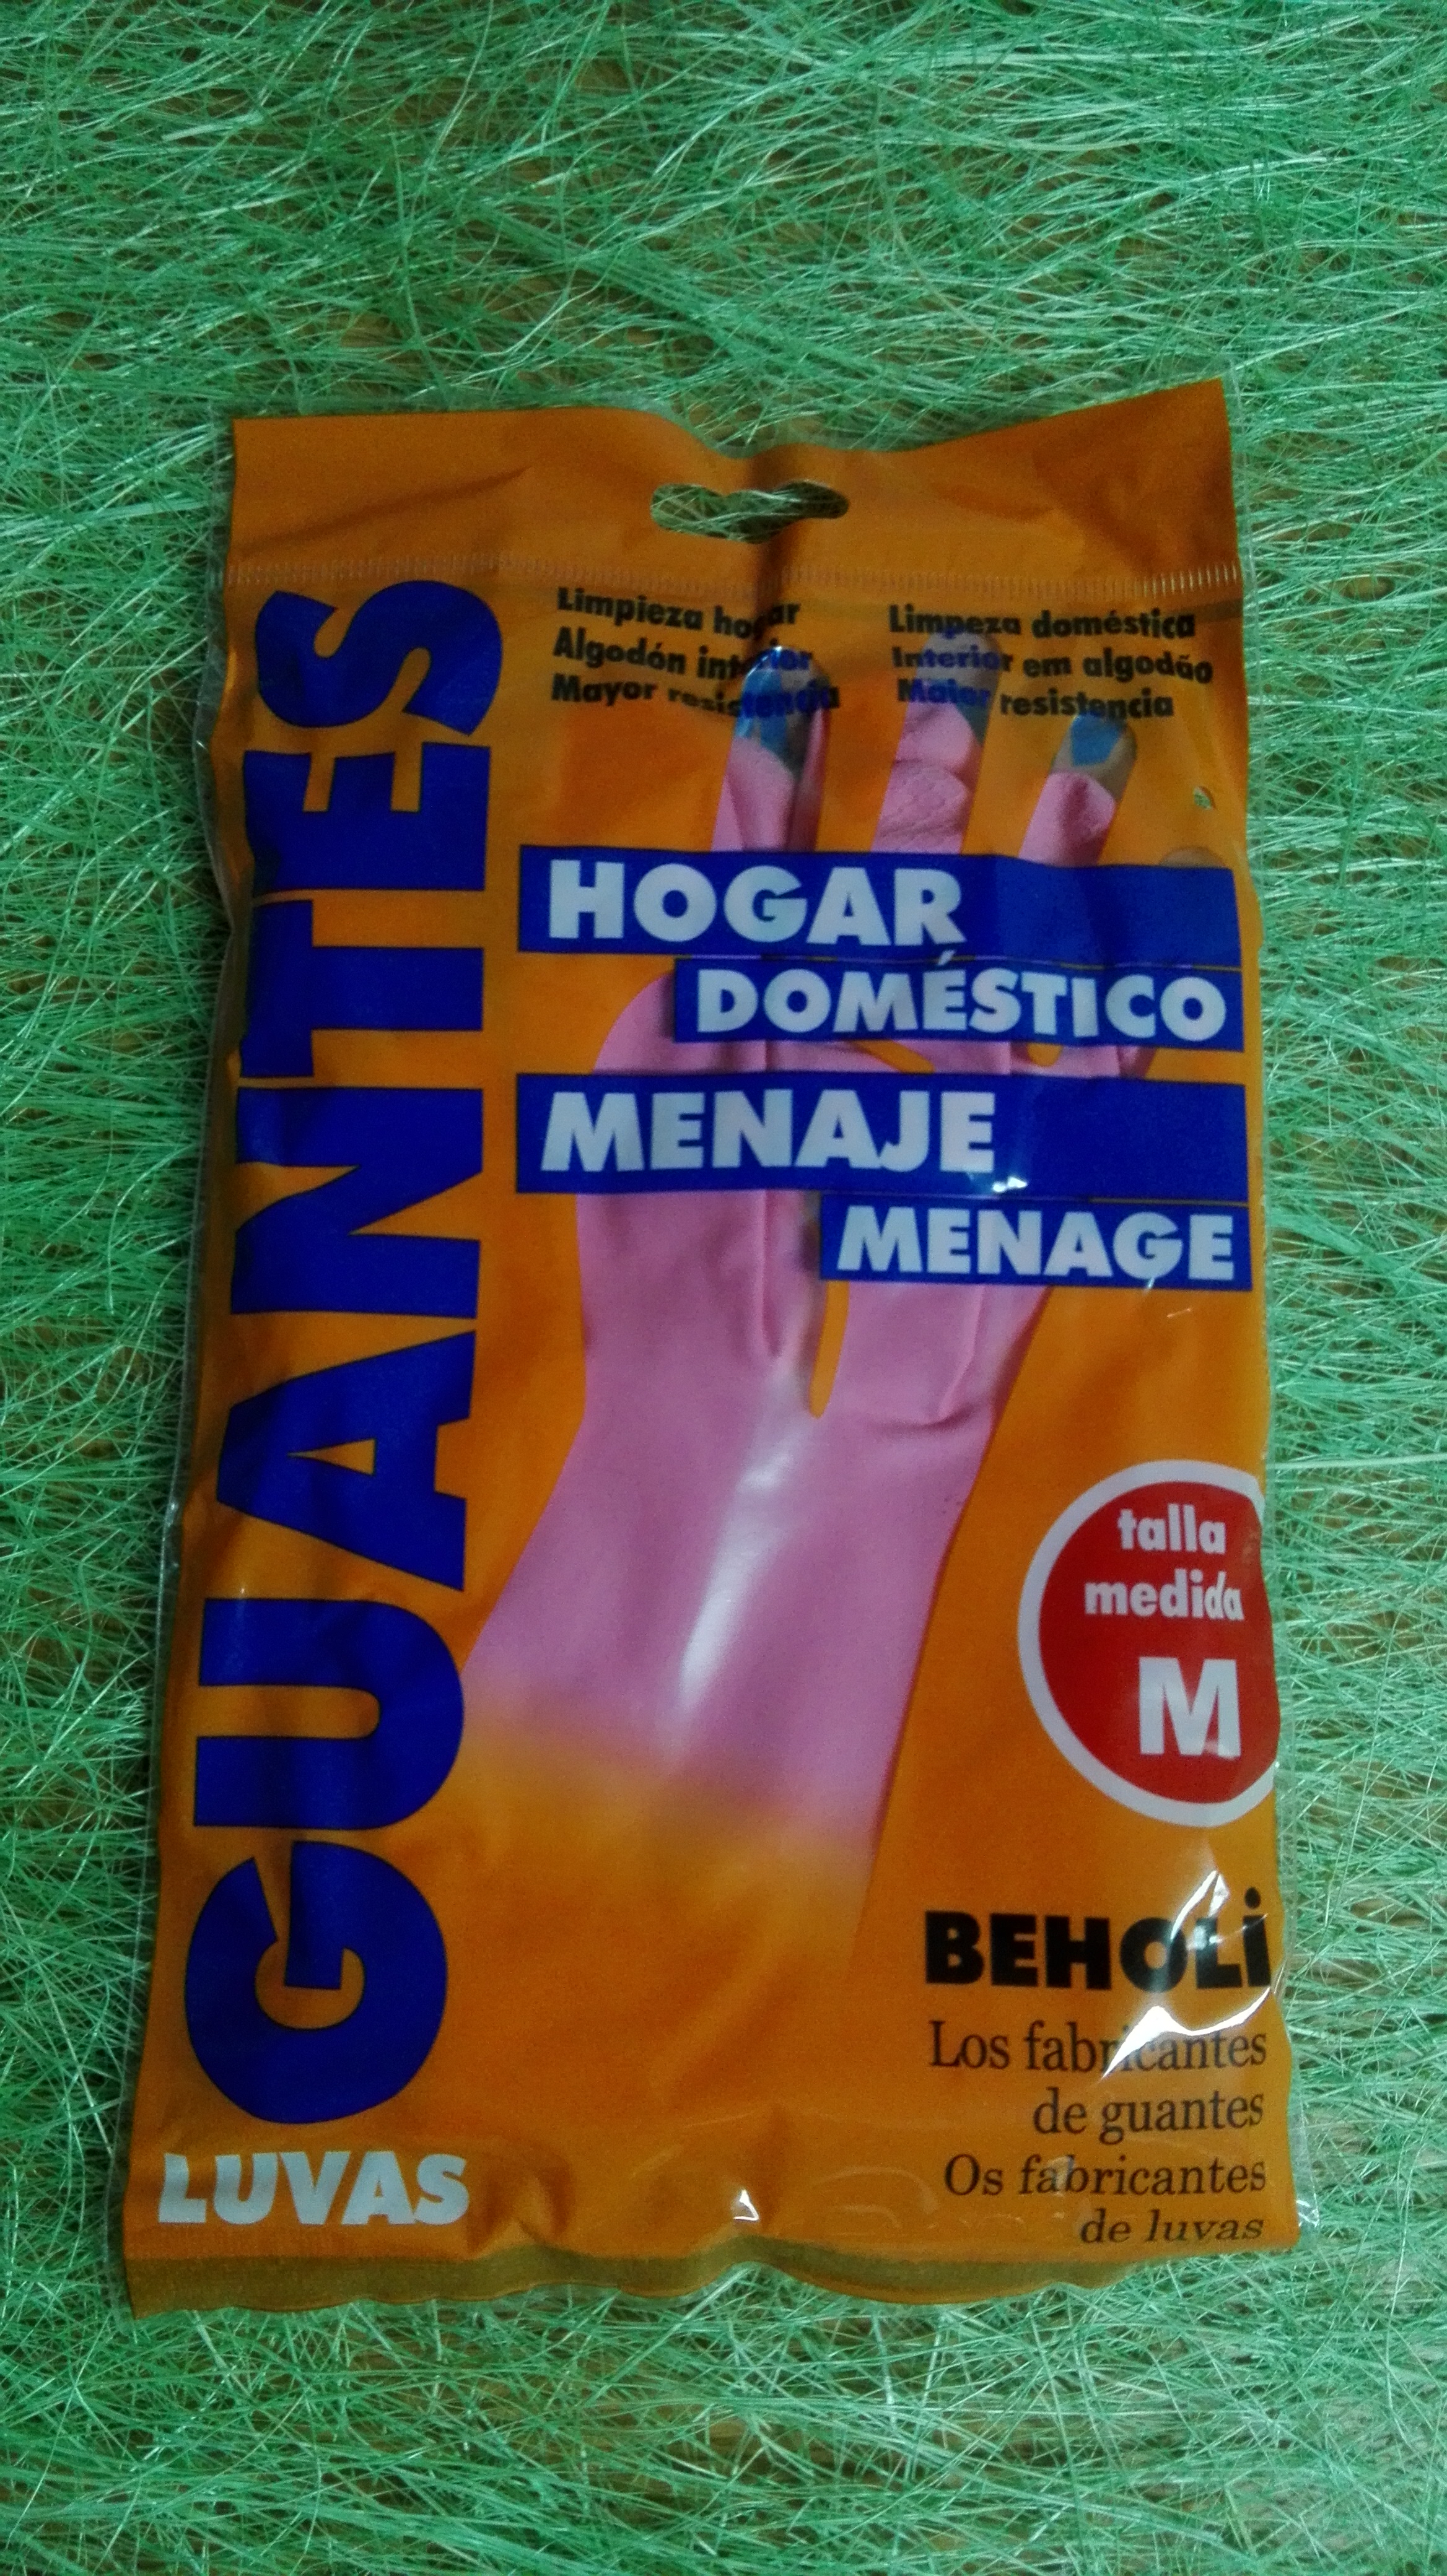 GUANTES
LUVAS
Limpieza hogar
Algodón interior
Mayor resistencia
Limpeza doméstica
Interior em algodão
Maior resistencia
HOGAR
DOMÉSTICO
MENAJE
MENAGE
talla
medida
M
BEHOLi
Los fabricantes
de guantes
Os fabricantes
de luvas